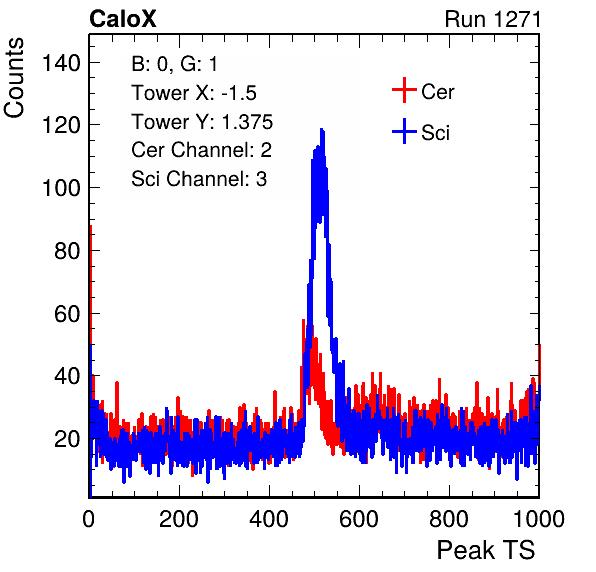 CaloX Run 1271
Counts
B: 0, G: 1
Tower X: -1.5
Tower Y: 1.375
Cer Channel: 2
Sci Channel: 3
Cer
Sci
140
120
100
80
60
40
20
0 200 400 600 800 1000
Peak TS